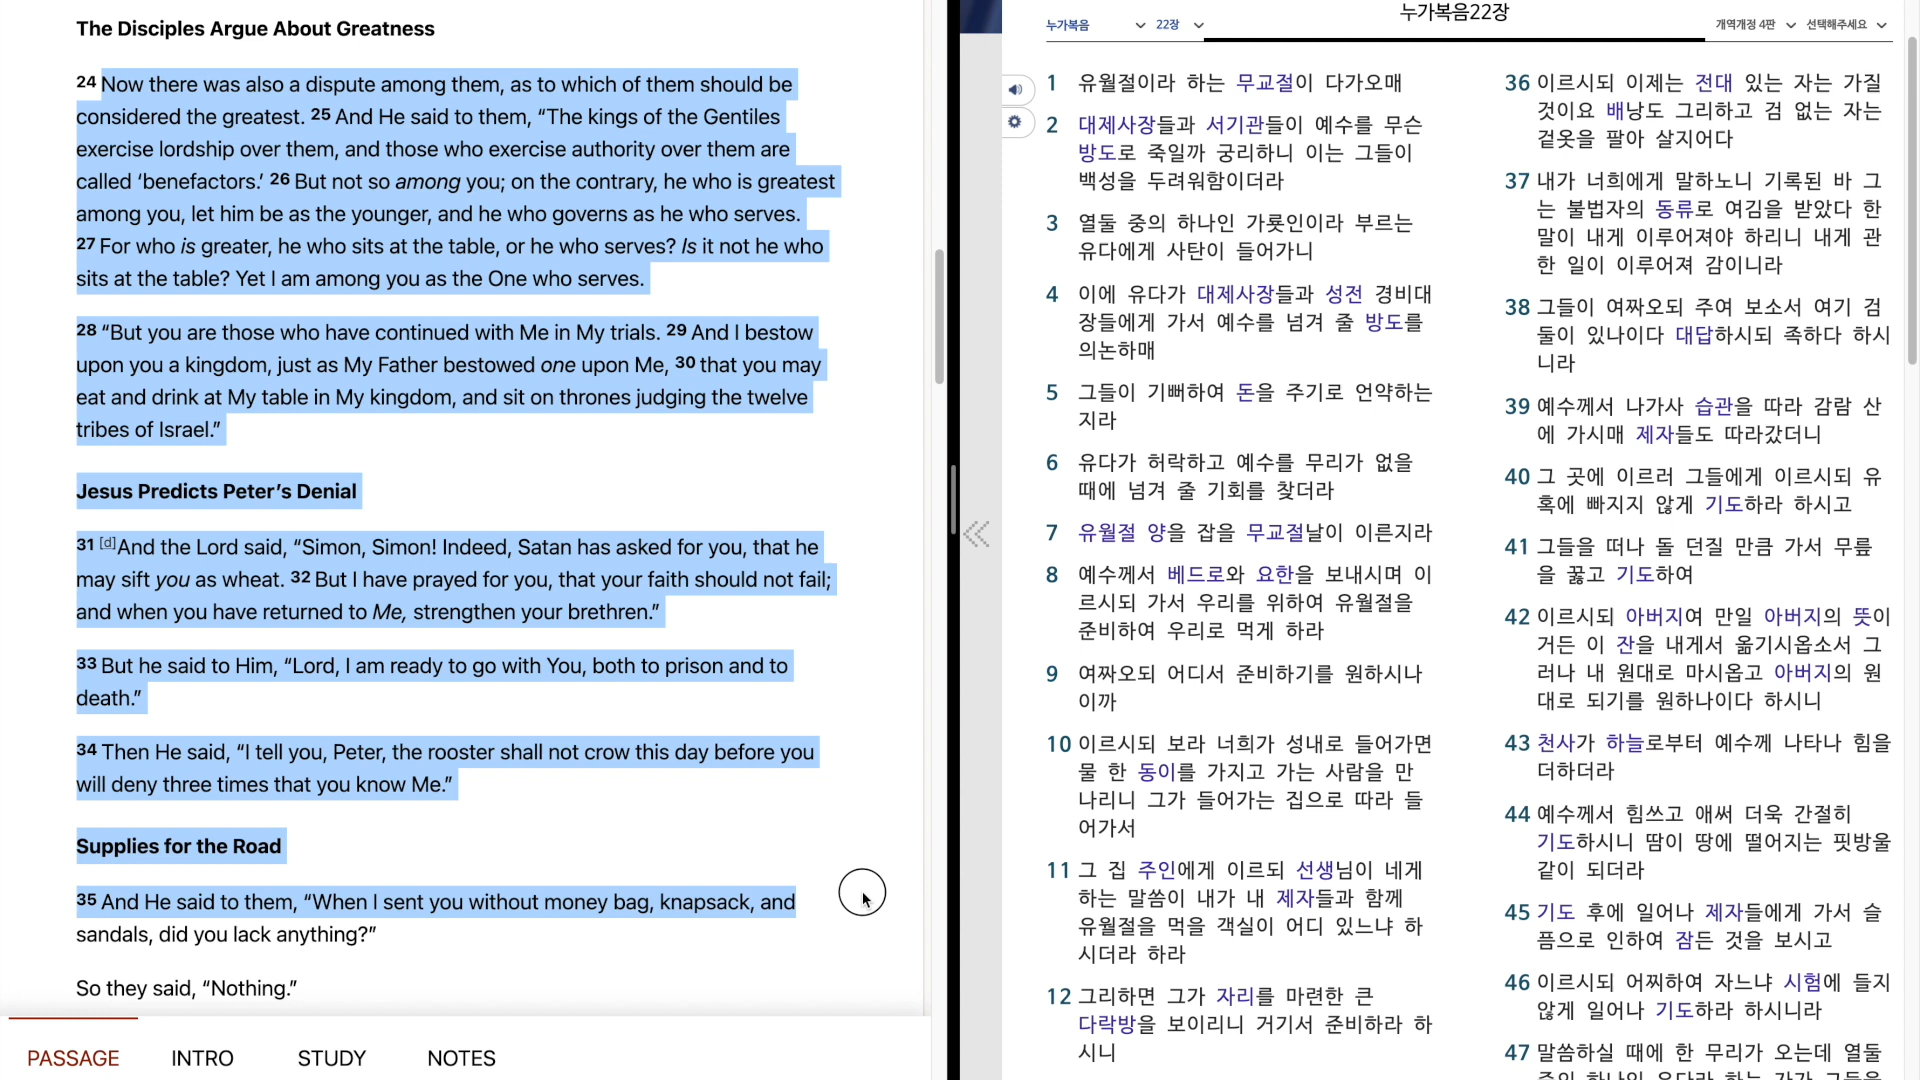 The Disciples Argue About Greatness
24 Now there was also a dispute among them, as to which of them should be
considered the greatest. 25 And He said to them, “The kings of the Gentiles
exercise lordship over them, and those who exercise authority over them are
called ‘benefactors.’ 26 But not so among you; on the contrary, he who is greatest
among you, let him be as the younger, and he who governs as he who serves.
27 For who is greater, he who sits at the table, or he who serves? Is it not he who
sits at the table? Yet I am among you as the One who serves.
28 “But you are those who have continued with Me in My trials. 29 And I bestow
upon you a kingdom, just as My Father bestowed one upon Me, 30 that you may
eat and drink at My table in My kingdom, and sit on thrones judging the twelve
tribes of Israel.”
Jesus Predicts Peter’s Denial
31 [d]And the Lord said, “Simon, Simon! Indeed, Satan has asked for you, that he
may sift you as wheat. 32 But I have prayed for you, that your faith should not fail;
and when you have returned to Me, strengthen your brethren.”
33 But he said to Him, “Lord, I am ready to go with You, both to prison and to
death.”
34 Then He said, “I tell you, Peter, the rooster shall not crow this day before you
will deny three times that you know Me.”
Supplies for the Road
35 And He said to them, “When I sent you without money bag, knapsack, and
sandals, did you lack anything?”
So they said, “Nothing.”
PASSAGE INTRO STUDY NOTES
누가복음22장
누가복음 22장 개역개정 4판 선택해주세요
1 유월절이라 하는 무교절이 다가오매
2 대제사장들과 서기관들이 예수를 무슨
방도로 죽일까 궁리하니 이는 그들이
백성을 두려워함이더라
3 열둘 중의 하나인 가룟인이라 부르는
유다에게 사탄이 들어가니
4 이에 유다가 대제사장들과 성전 경비대
장들에게 가서 예수를 넘겨 줄 방도를
의논하매
5 그들이 기뻐하여 돈을 주기로 언약하는
지라
6 유다가 허락하고 예수를 무리가 없을
때에 넘겨 줄 기회를 찾더라
7 유월절 양을 잡을 무교절날이 이른지라
8 예수께서 베드로와 요한을 보내시며 이
르시되 가서 우리를 위하여 유월절을
준비하여 우리로 먹게 하라
9 여짜오되 어디서 준비하기를 원하시나
이까
10 이르시되 보라 너희가 성내로 들어가면
물 한 동이를 가지고 가는 사람을 만
나리니 그가 들어가는 집으로 따라 들
어가서
11 그 집 주인에게 이르되 선생님이 네게
하는 말씀이 내가 내 제자들과 함께
유월절을 먹을 객실이 어디 있느냐 하
시더라 하라
12 그리하면 그가 자리를 마련한 큰
다락방을 보이리니 거기서 준비하라 하
시니
36 이르시되 이제는 전대 있는 자는 가질
것이요 배낭도 그리하고 검 없는 자는
겉옷을 팔아 살지어다
37 내가 너희에게 말하노니 기록된 바 그
는 불법자의 동류로 여김을 받았다 한
말이 내게 이루어져야 하리니 내게 관
한 일이 이루어져 감이니라
38 그들이 여짜오되 주여 보소서 여기 검
둘이 있나이다 대답하시되 족하다 하시
니라
39 예수께서 나가사 습관을 따라 감람 산
에 가시매 제자들도 따라갔더니
40 그 곳에 이르러 그들에게 이르시되 유
혹에 빠지지 않게 기도하라 하시고
41 그들을 떠나 돌 던질 만큼 가서 무릎
을 꿇고 기도하여
42 이르시되 아버지여 만일 아버지의 뜻이
거든 이 잔을 내게서 옮기시옵소서 그
러나 내 원대로 마시옵고 아버지의 원
대로 되기를 원하나이다 하시니
43 천사가 하늘로부터 예수께 나타나 힘을
더하더라
44 예수께서 힘쓰고 애써 더욱 간절히
기도하시니 땀이 땅에 떨어지는 핏방울
같이 되더라
45 기도 후에 일어나 제자들에게 가서 슬
픔으로 인하여 잠든 것을 보시고
46 이르시되 어찌하여 자느냐 시험에 들지
않게 일어나 기도하라 하시니라
47 말씀하실 때에 한 무리가 오는데 열둘